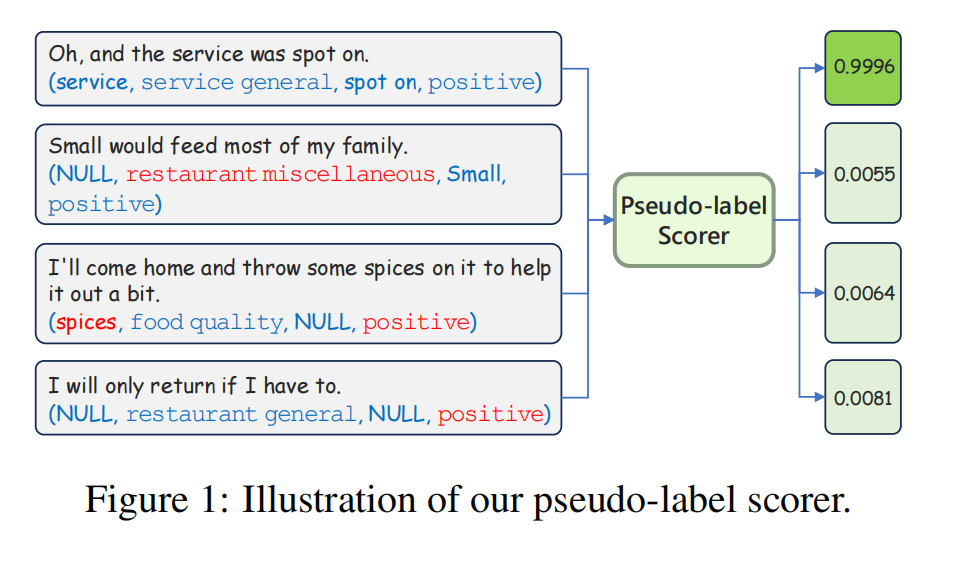 Oh, and the service was spot on.
(service, service general, spot on, positive)
Small would feed most of my family.
(NULL, restaurant miscellaneous, Small,
positive)
I'll come home and throw some spices on it to help
it out a bit.
(spices, food quality, NULL, positive)
I will only return if I have to.
(NULL, restaurant general, NULL, positive)
Pseudo-label
Scorer
0.9996
0.0055
0.0064
0.0081
Figure 1: Illustration of our pseudo-label scorer.